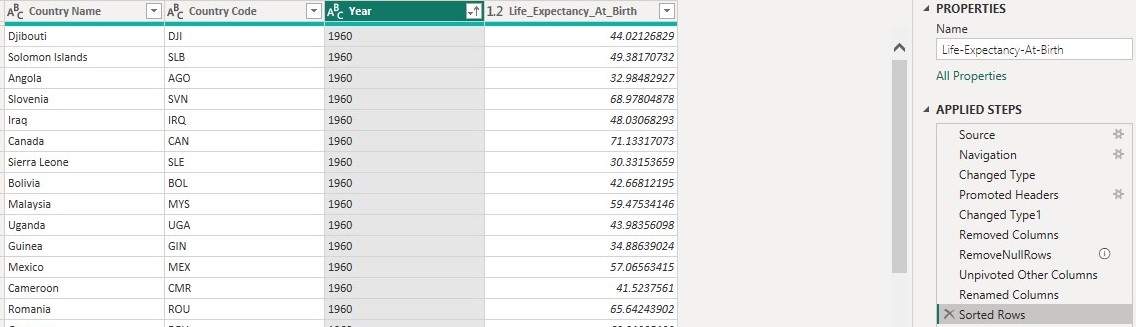 ABC Country Name ABC Country Code ABC Year 1.2 Life_Expectancy_At_Birth
Djibouti DJI 1960 44.02126829
Solomon Islands SLB 1960 49.38170732
Angola AGO 1960 32.98482927
Slovenia SVN 1960 68.97804878
Iraq IRQ 1960 48.03068293
Canada CAN 1960 71.13317073
Sierra Leone SLE 1960 30.33153659
Bolivia BOL 1960 42.66812195
Malaysia MYS 1960 59.47534146
Uganda UGA 1960 43.98356098
Guinea GIN 1960 34.88639024
Mexico MEX 1960 57.06563415
Cameroon CMR 1960 41.5237561
Romania ROU 1960 65.64243902
PROPERTIES
Name
Life-Expectancy-At-Birth
All Properties
APPLIED STEPS
Source
Navigation
Changed Type
Promoted Headers
Changed Type1
Removed Columns
RemoveNullRows
Unpivoted Other Columns
Renamed Columns
Sorted Rows